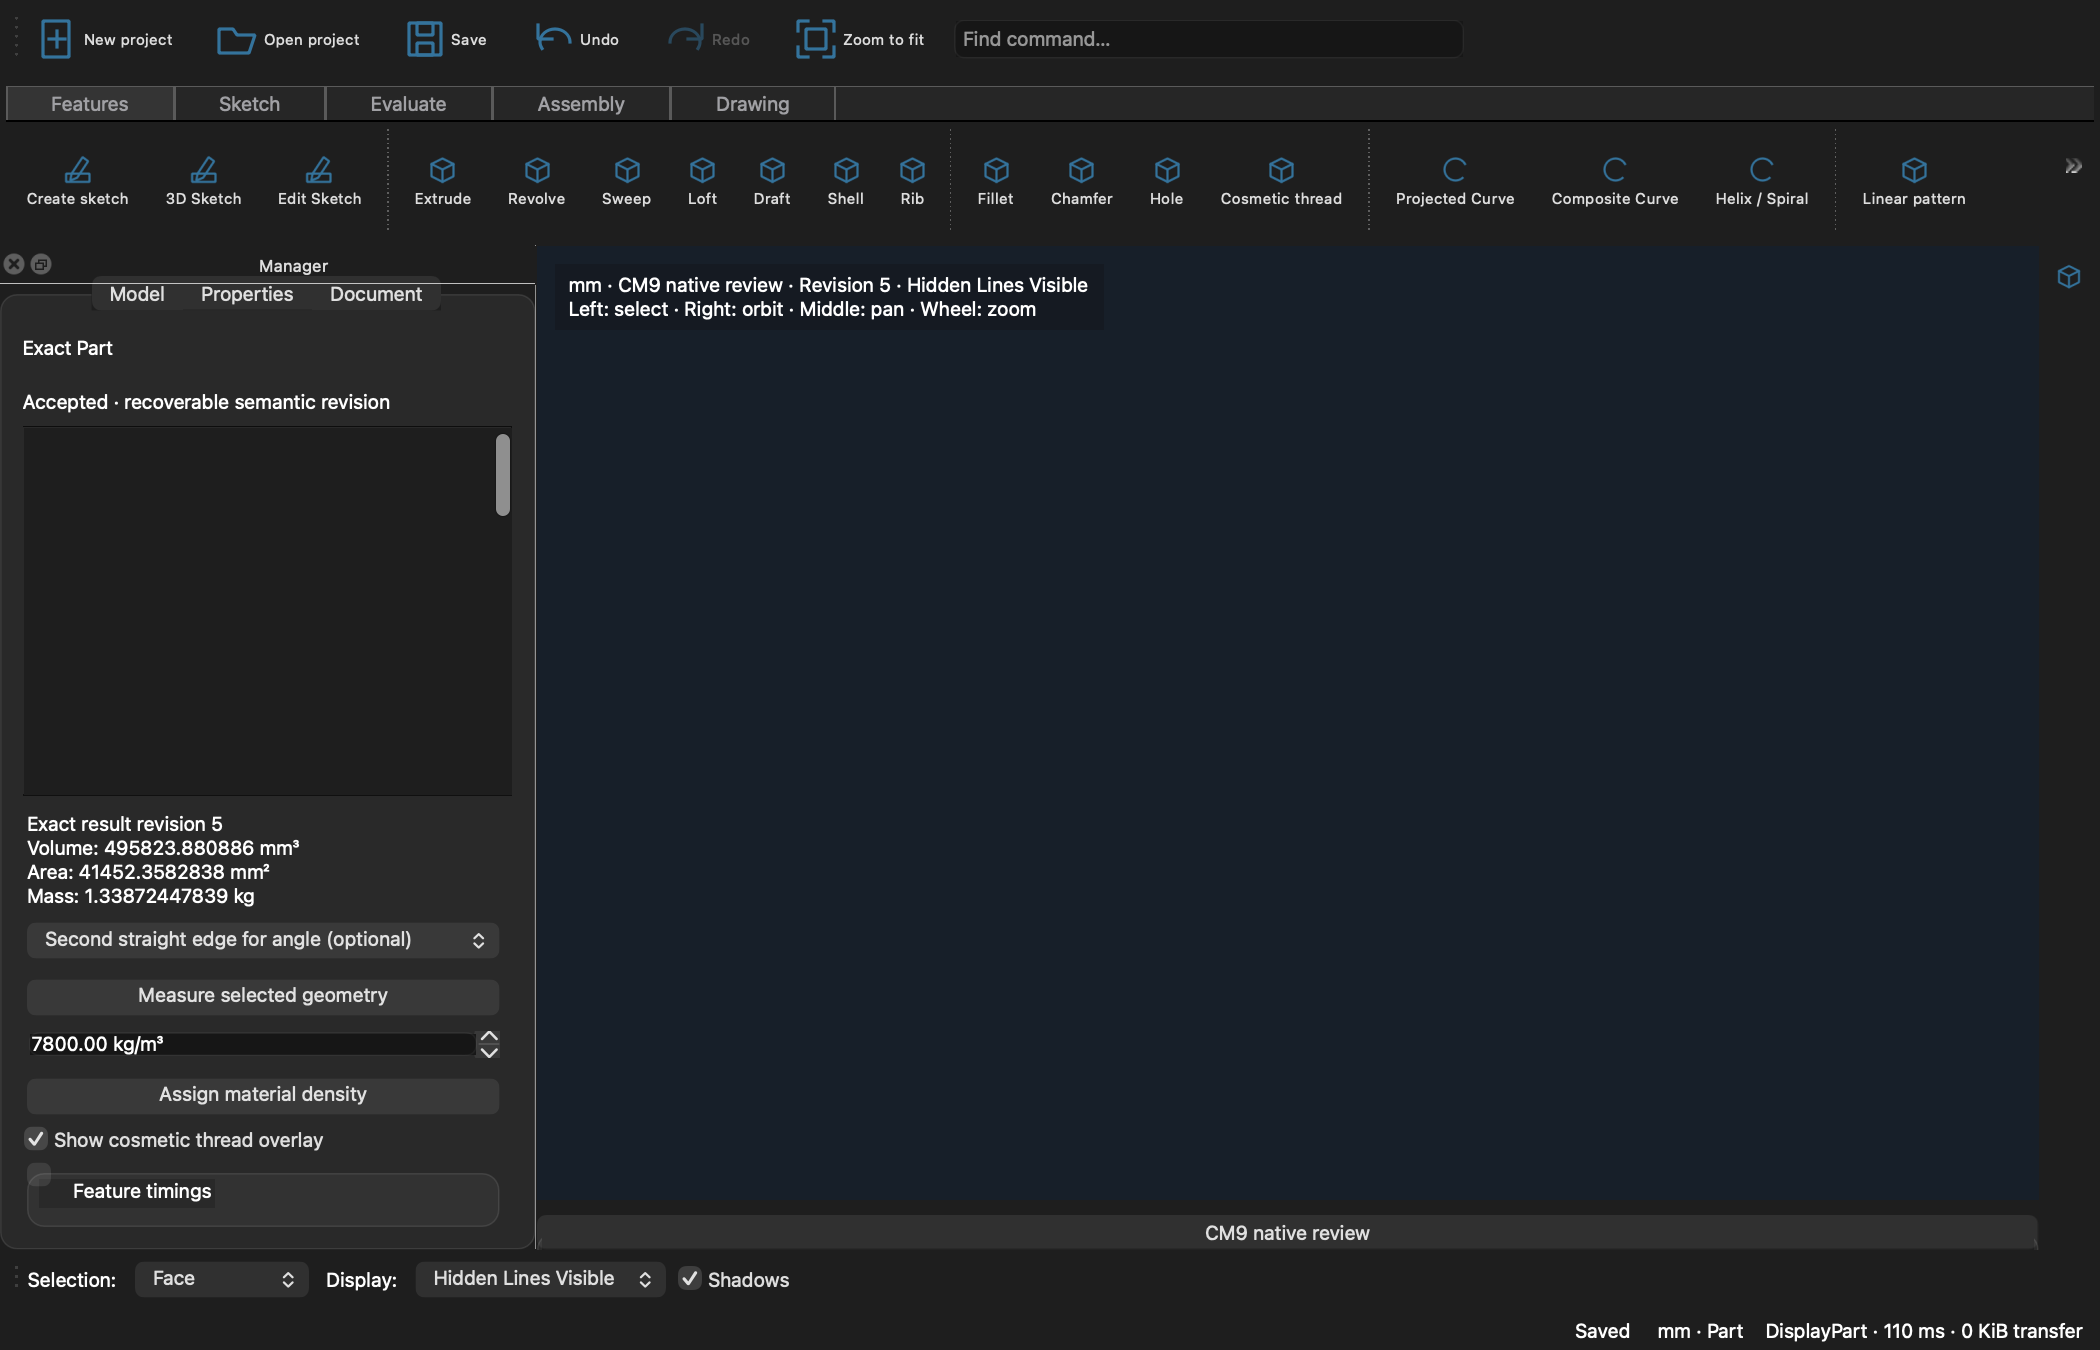 New project
Open project
Save
Undo
Redo
Zoom to fit
Find command...
Features
Sketch
Evaluate
Assembly
Drawing
Create sketch
3D Sketch
Edit Sketch
Extrude
Revolve
Sweep
Loft
Draft
Shell
Rib
Fillet
Chamfer
Hole
Cosmetic thread
Projected Curve
Composite Curve
Helix / Spiral
Linear pattern
Manager
Model
Properties
Document
Exact Part
Accepted · recoverable semantic revision
Exact result revision 5
Volume: 495823.880886 mm³
Area: 41452.3582838 mm²
Mass: 1.33872447839 kg
Second straight edge for angle (optional)
Measure selected geometry
7800.00 kg/m³
Assign material density
Show cosmetic thread overlay
Feature timings
mm · CM9 native review · Revision 5 · Hidden Lines Visible
Left: select · Right: orbit · Middle: pan · Wheel: zoom
CM9 native review
Selection:
Face
Display:
Hidden Lines Visible
Shadows
Saved
mm · Part
DisplayPart · 110 ms · 0 KiB transfer